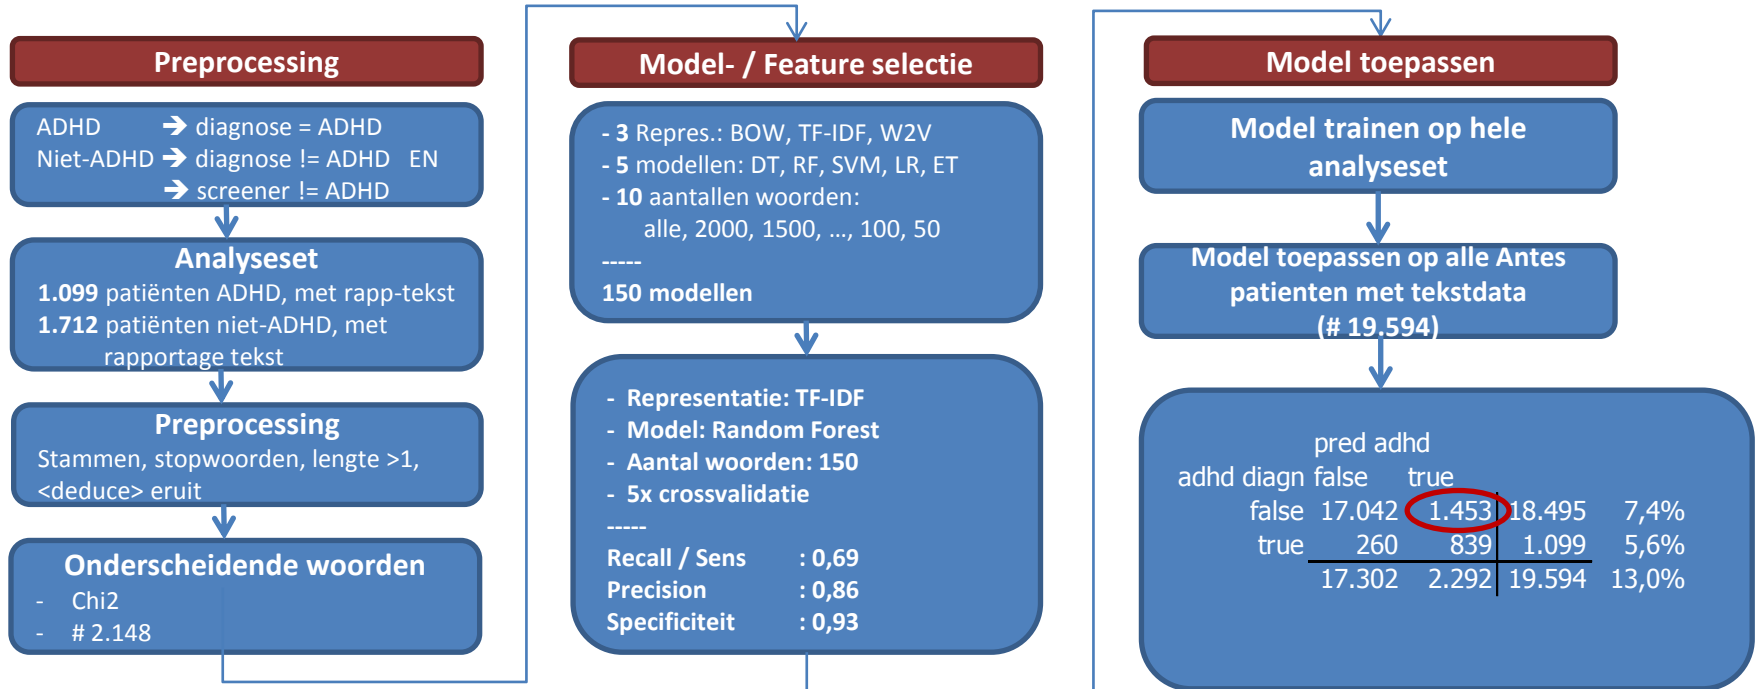 Preprocessing
ADHD ➔ diagnose = ADHD
Niet-ADHD ➔ diagnose != ADHD EN
➔ screener != ADHD
Analyseset
1.099 patiënten ADHD, met rapp-tekst
1.712 patiënten niet-ADHD, met
rapportage tekst
Preprocessing
Stammen, stopwoorden, lengte >1,
<deduce> eruit
Onderscheidende woorden
- Chi2
- # 2.148
Model- / Feature selectie
- 3 Repres.: BOW, TF-IDF, W2V
- 5 modellen: DT, RF, SVM, LR, ET
- 10 aantallen woorden:
alle, 2000, 1500, ..., 100, 50
-----
150 modellen
- Representatie: TF-IDF
- Model: Random Forest
- Aantal woorden: 150
- 5x crossvalidatie
-----
Recall / Sens : 0,69
Precision : 0,86
Specificiteit : 0,93
Model toepassen
Model trainen op hele
analyseset
Model toepassen op alle Antes
patienten met tekstdata
(# 19.594)
pred adhd
adhd diagn false true
false 17.042 1.453 18.495 7,4%
true 260 839 1.099 5,6%
17.302 2.292 19.594 13,0%